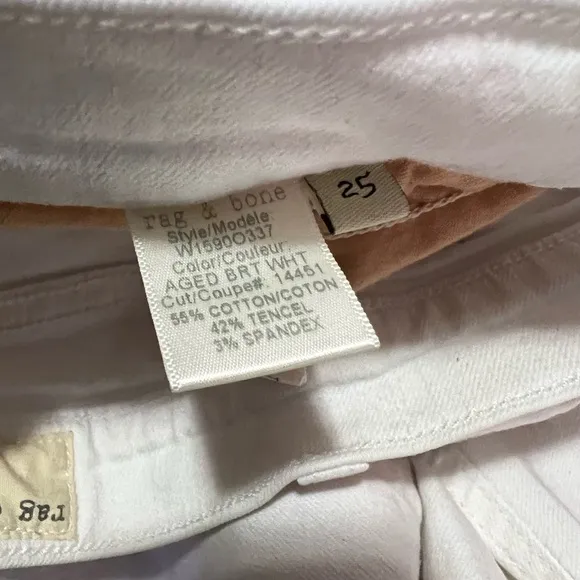 rag & bone
25
Style/Modèle:
W1590O337
Color/Couleur:
AGED BRT WHT
Cut/Coupe#: 14451
55% COTTON/COTON
42% TENCEL
3% SPANDEX
rag